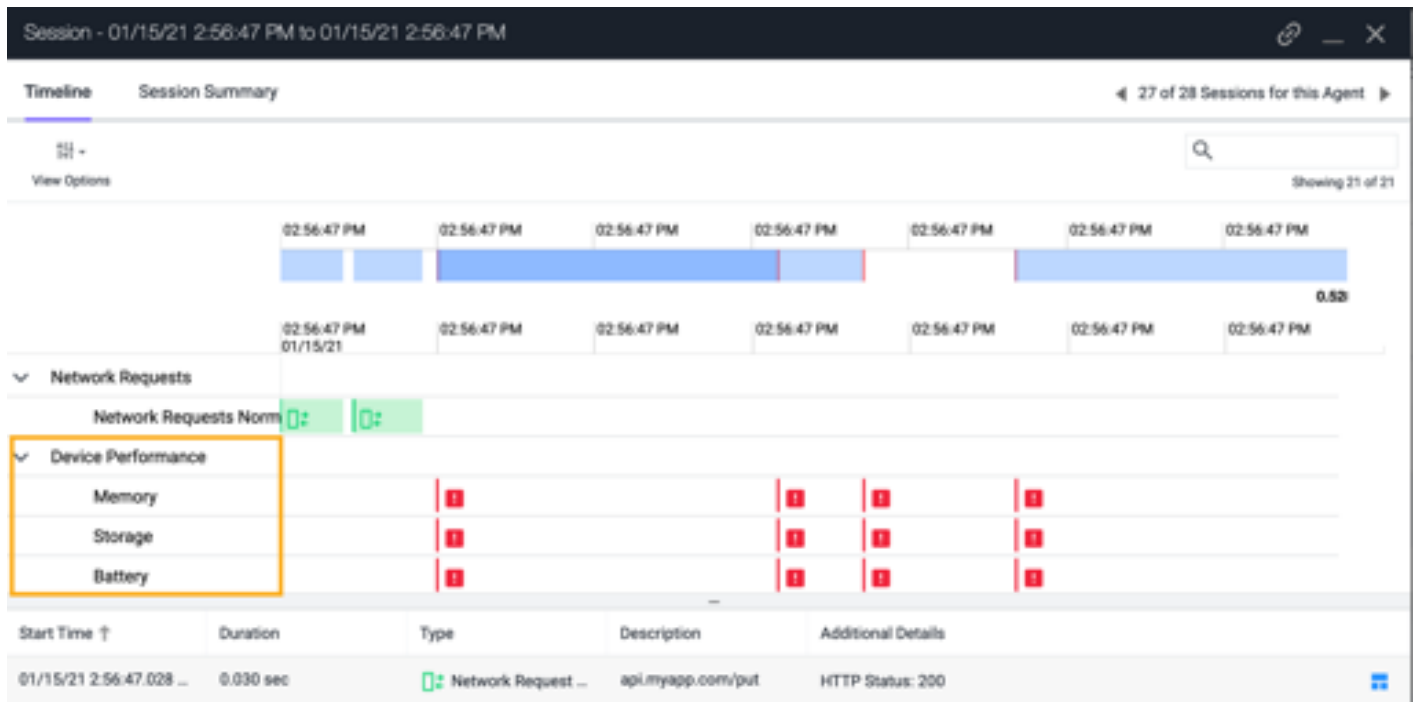 Session - 01/15/21 2:56:47 PM to 01/15/21 2:56:47 PM
Timeline Session Summary 27 of 28 Sessions for this Agent
View Options
Showing 21 of 21
02:56:47 PM 02:56:47 PM 02:56:47 PM 02:56:47 PM 02:56:47 PM 02:56:47 PM 02:56:47 PM
0.52
02:56:47 PM 02:56:47 PM 02:56:47 PM 02:56:47 PM 02:56:47 PM 02:56:47 PM 02:56:47 PM
01/15/21
Network Requests
Network Requests Norm
Device Performance
Memory
Storage
Battery
Start Time ↑ Duration Type Description Additional Details
01/15/21 2:56:47.028 ... 0.030 sec Network Request ... api.myapp.com/put HTTP Status: 200